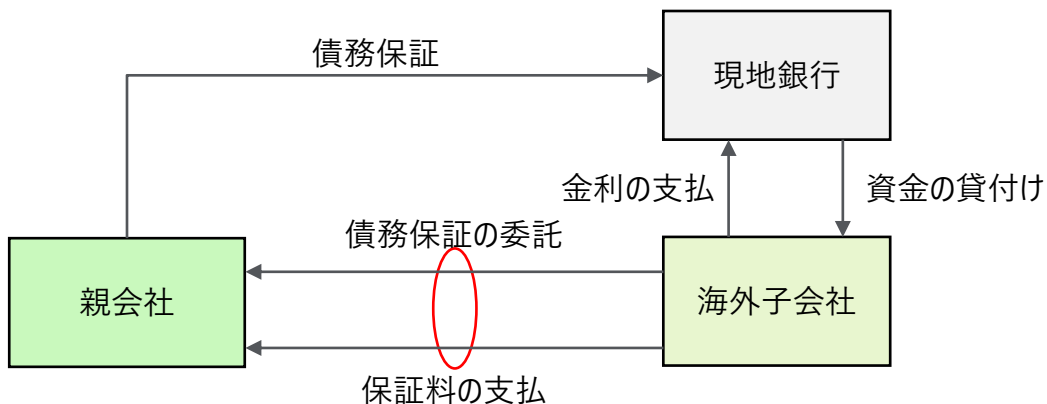 債務保証
現地銀行
金利の支払
資金の貸付け
債務保証の委託
親会社
海外子会社
保証料の支払